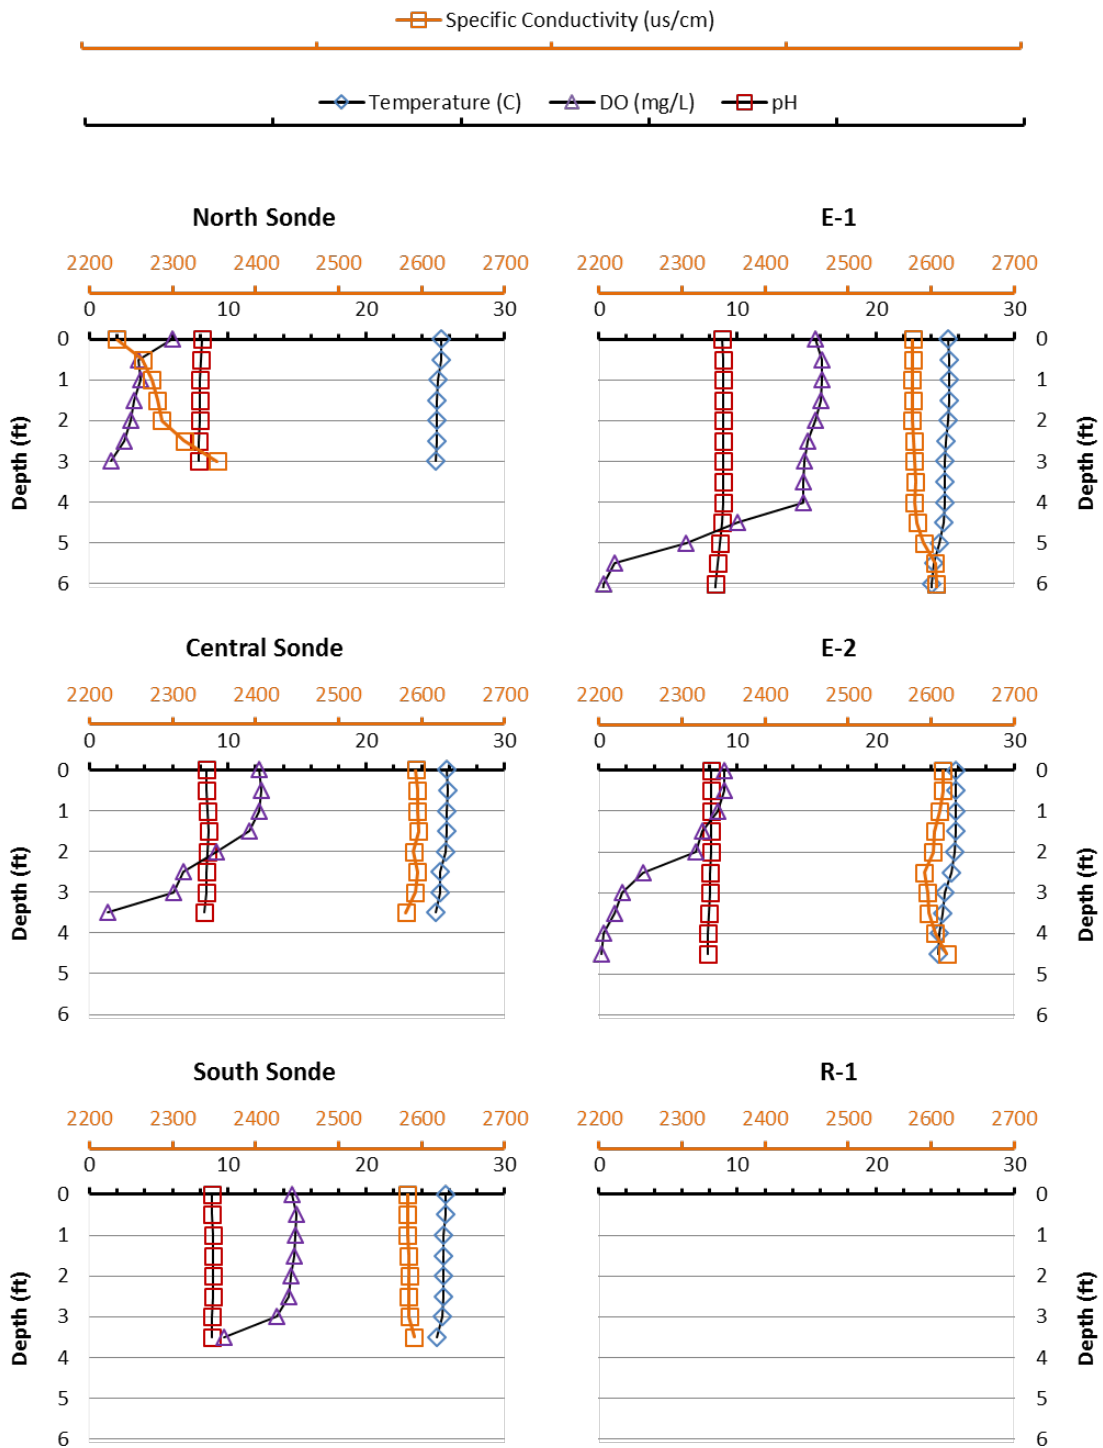 Specific Conductivity (us/cm)
Temperature (C) DO (mg/L) pH
North Sonde E-1
2200 2300 2400 2500 2600 2700 2200 2300 2400 2500 2600 2700
0 10 20 30 0 10 20 30
0 0
1 1
2 2
3 3
4 4
5 5
6 6
Depth (ft) Depth (ft)
Central Sonde E-2
2200 2300 2400 2500 2600 2700 2200 2300 2400 2500 2600 2700
0 10 20 30 0 10 20 30
0 0
1 1
2 2
3 3
4 4
5 5
6 6
Depth (ft) Depth (ft)
South Sonde R-1
2200 2300 2400 2500 2600 2700 2200 2300 2400 2500 2600 2700
0 10 20 30 0 10 20 30
0 0
1 1
2 2
3 3
4 4
5 5
6 6
Depth (ft) Depth (ft)